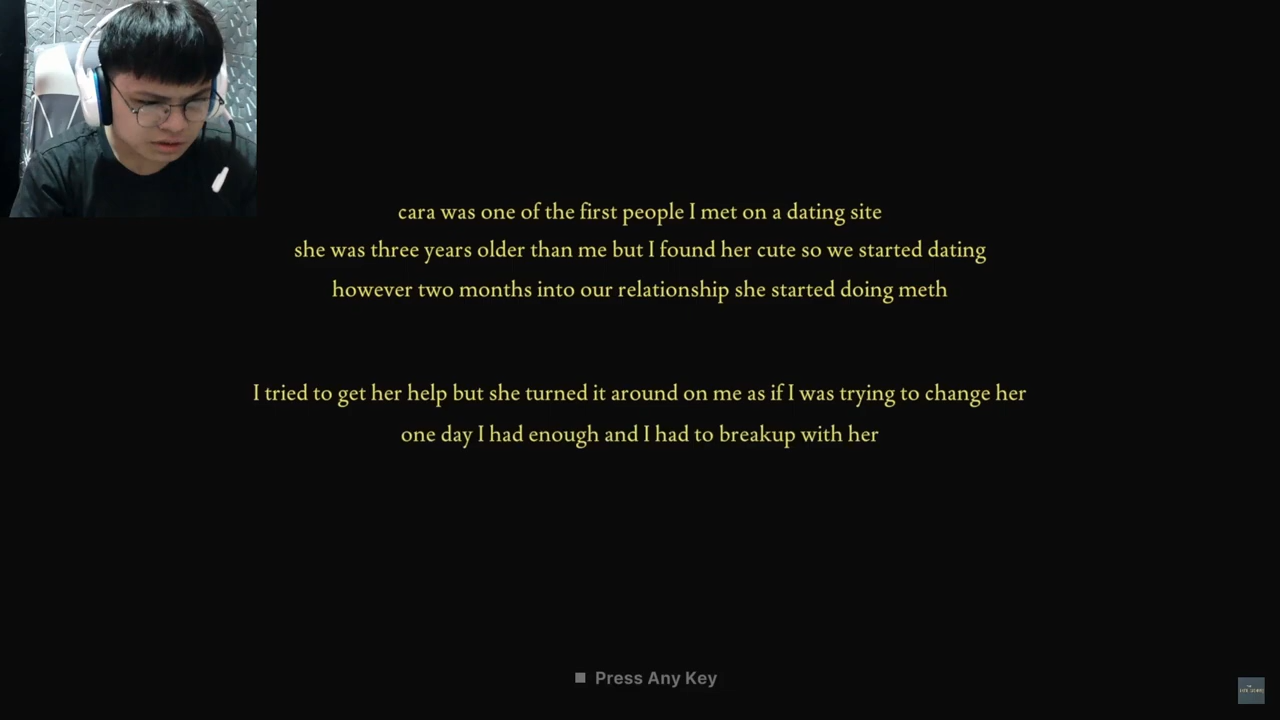 cara was one of the first people I met on a dating site
she was three years older than me but I found her cute so we started dating
however two months into our relationship she started doing meth
I tried to get her help but she turned it around on me as if I was trying to change her
one day I had enough and I had to breakup with her
Press Any Key